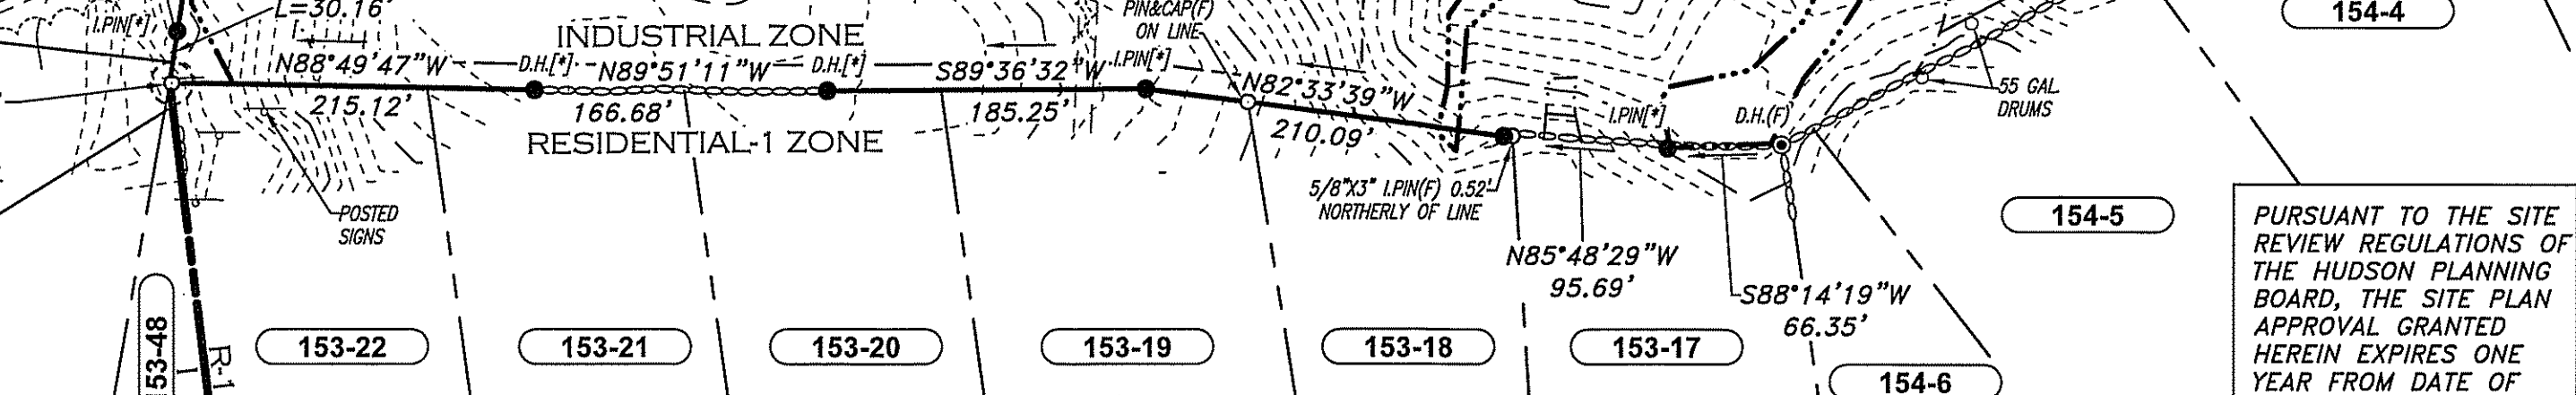 L=30.16'
I.PIN[*]
INDUSTRIAL ZONE
PIN&CAP(F)
ON LINE
154-4
N88°49'47"W
215.12'
D.H.[*]
N89°51'11"W
166.68'
D.H.[*]
S89°36'32"W
185.25'
I.PIN[*]
N82°33'39"W
210.09'
RESIDENTIAL-1 ZONE
I.PIN[*]
D.H.(F)
55 GAL.
DRUMS
5/8"X3" I.PIN(F) 0.52'
NORTHERLY OF LINE
POSTED
SIGNS
N85°48'29"W
95.69'
S88°14'19"W
66.35'
154-5
153-22
153-21
153-20
153-19
153-18
153-17
154-6
R-1
PURSUANT TO THE SITE
REVIEW REGULATIONS OF
THE HUDSON PLANNING
BOARD, THE SITE PLAN
APPROVAL GRANTED
HEREIN EXPIRES ONE
YEAR FROM DATE OF